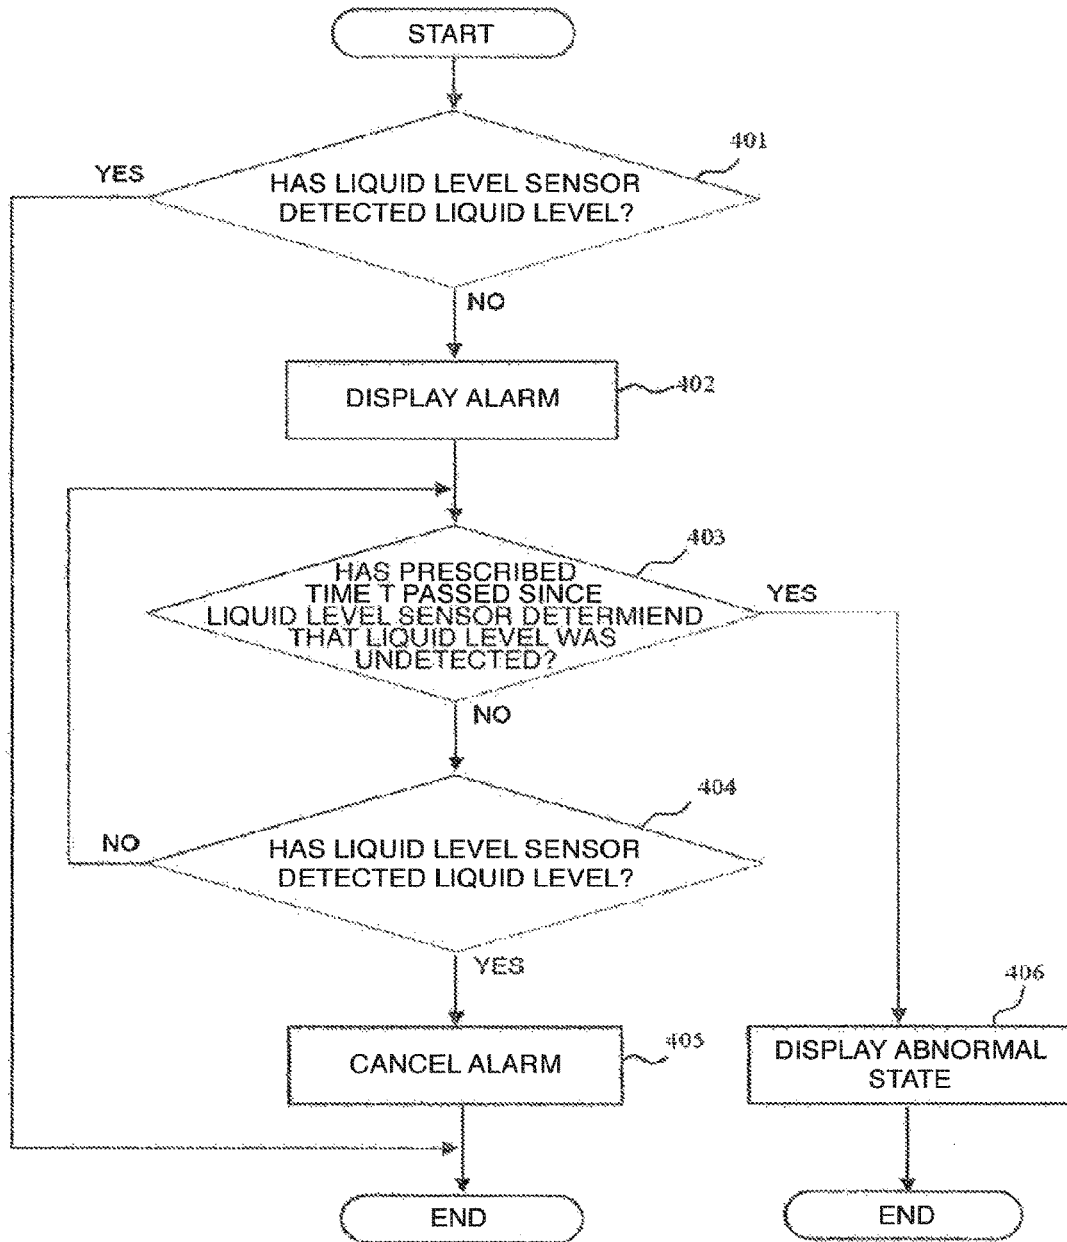 START
401
YES
HAS LIQUID LEVEL SENSOR
DETECTED LIQUID LEVEL?
NO
DISPLAY ALARM
402
403
HAS PRESCRIBED
TIME T PASSED SINCE
LIQUID LEVEL SENSOR DETERMIEND
THAT LIQUID LEVEL WAS
UNDETECTED?
YES
NO
404
NO
HAS LIQUID LEVEL SENSOR
DETECTED LIQUID LEVEL?
YES
406
CANCEL ALARM
405
DISPLAY ABNORMAL
STATE
END
END